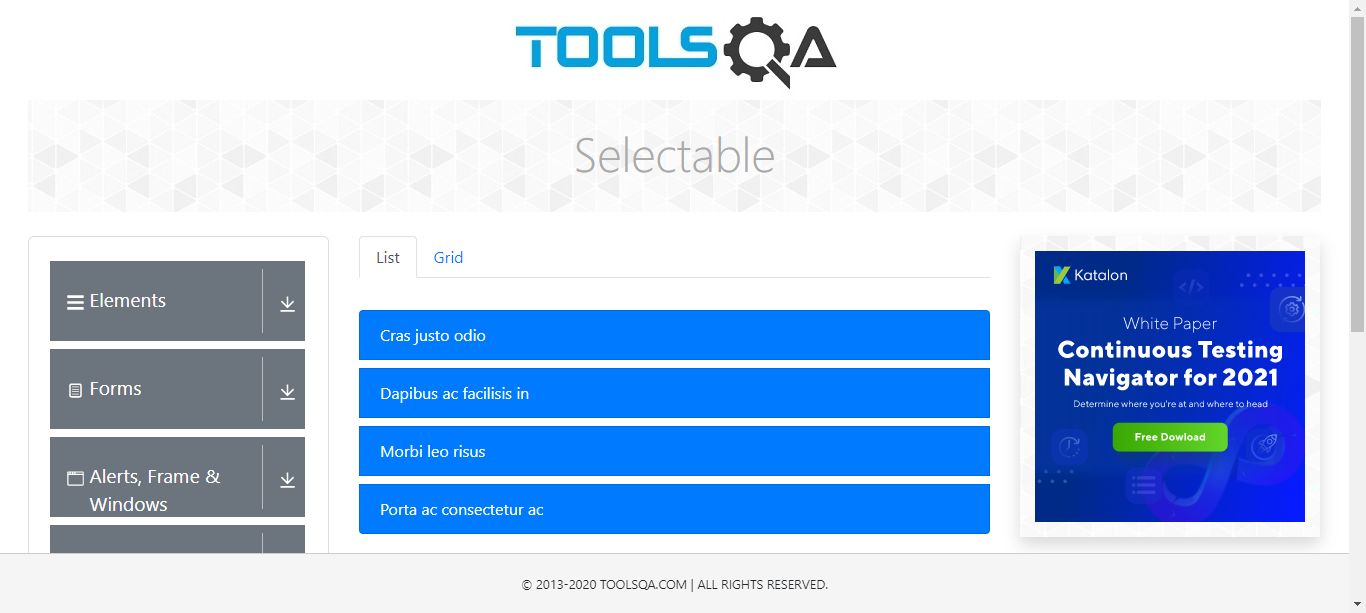 TOOLSQA
Selectable
Elements
Forms
Alerts, Frame &
Windows
List Grid
Cras justo odio
Dapibus ac facilisis in
Morbi leo risus
Porta ac consectetur ac
Katalon
White Paper
Continuous Testing
Navigator for 2021
Determine where you're at and where to head
Free Dowload
© 2013-2020 TOOLSQA.COM | ALL RIGHTS RESERVED.